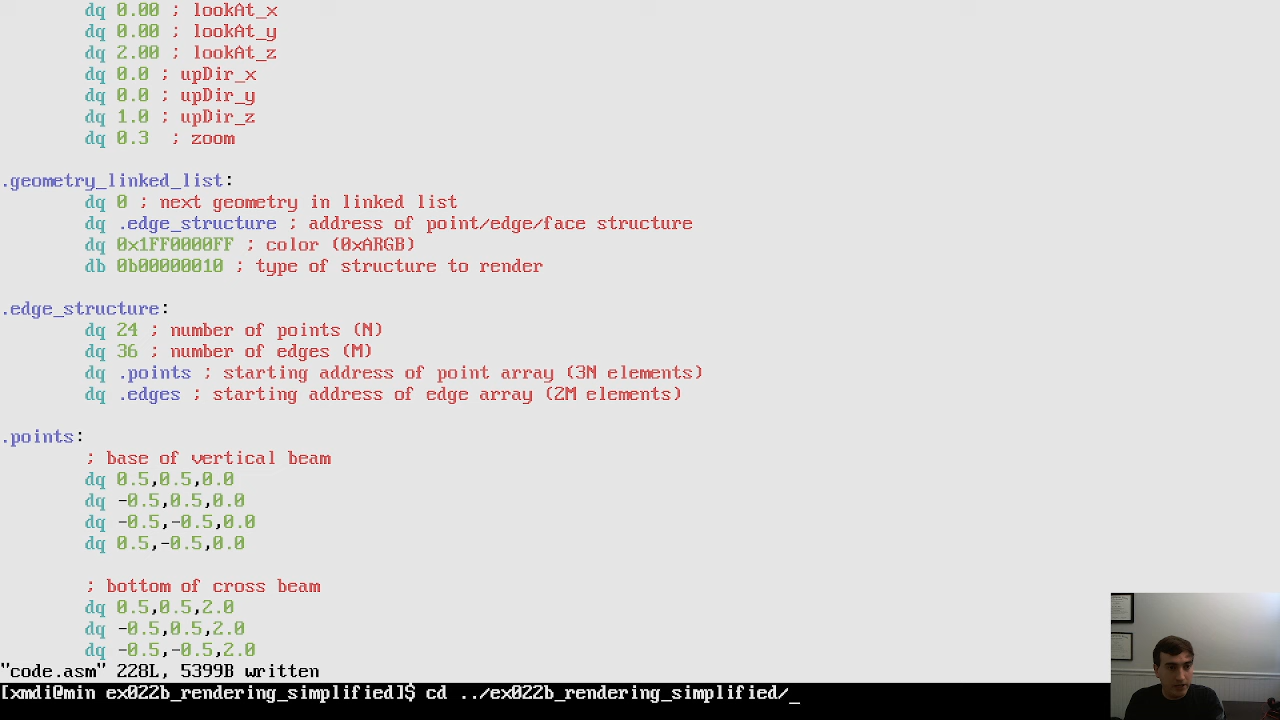 dq 0.00 ; lookAt_x
dq 0.00 ; lookAt_y
dq 2.00 ; lookAt_z
dq 0.0 ; upDir_x
dq 0.0 ; upDir_y
dq 1.0 ; upDir_z
dq 0.3  ; zoom
.geometry_linked_list:
dq 0 ; next geometry in linked list
dq .edge_structure ; address of point/edge/face structure
dq 0x1FF0000FF ; color (0xARGB)
db 0b00000010 ; type of structure to render
.edge_structure:
dq 24 ; number of points (N)
dq 36 ; number of edges (M)
dq .points ; starting address of point array (3N elements)
dq .edges ; starting address of edge array (2M elements)
.points:
; base of vertical beam
dq 0.5,0.5,0.0
dq -0.5,0.5,0.0
dq -0.5,-0.5,0.0
dq 0.5,-0.5,0.0
; bottom of cross beam
dq 0.5,0.5,2.0
dq -0.5,0.5,2.0
dq -0.5,-0.5,2.0
"code.asm" 228L, 5399B written
[xmdi@min ex022b_rendering_simplified]$ cd ../ex022b_rendering_simplified/_